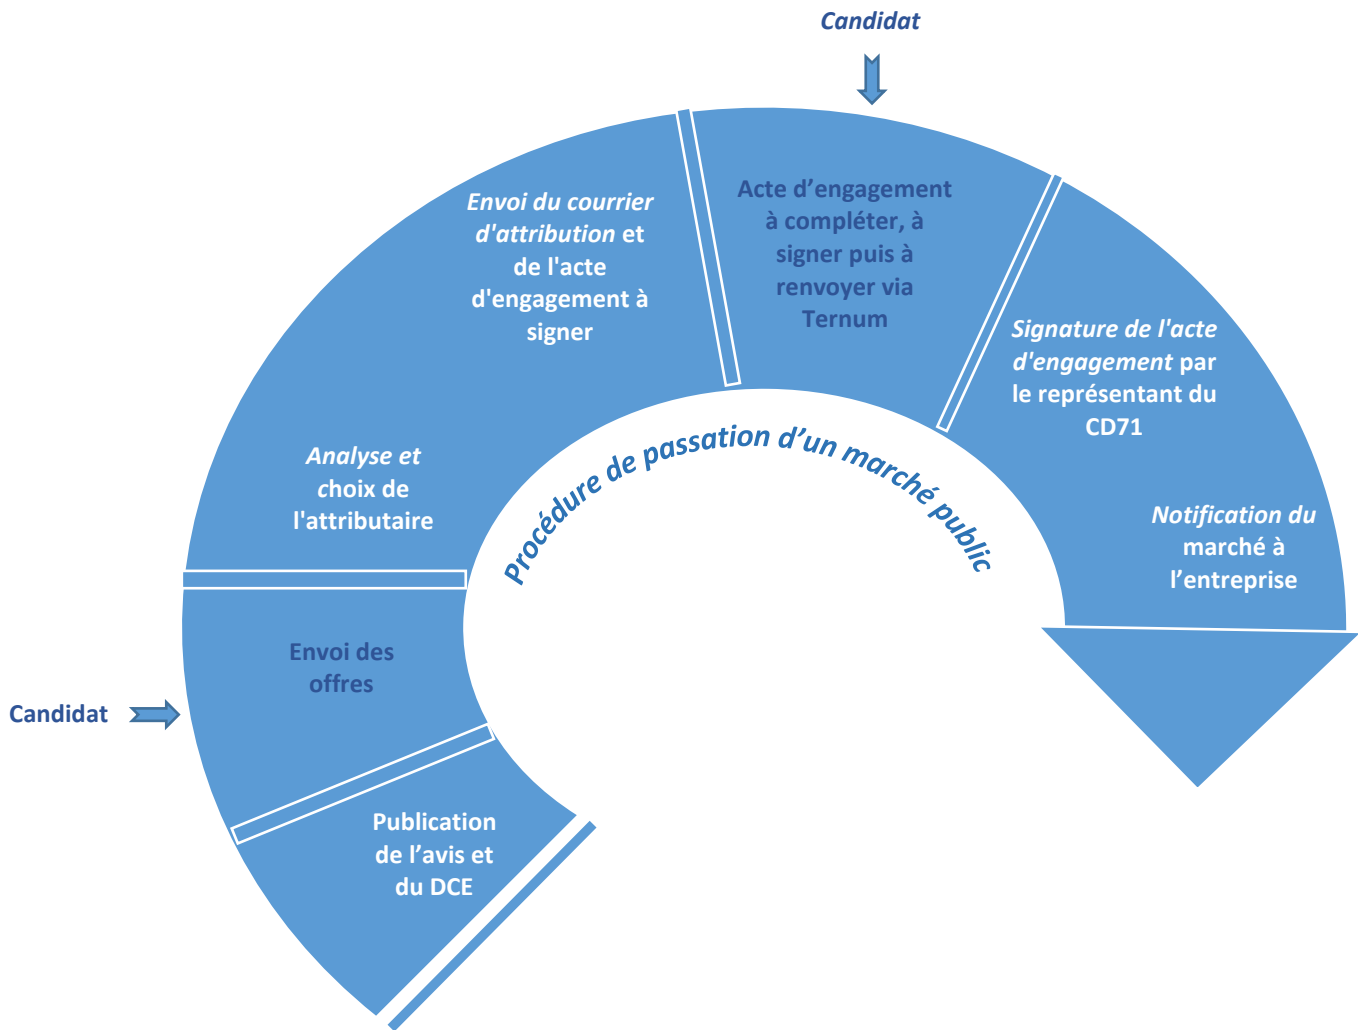 Candidat
Envoi du courrier
d'attribution et
de l'acte
d'engagement à
signer
Acte d’engagement
à compléter, à
signer puis à
renvoyer via
Ternum
Signature de l'acte
d'engagement par
le représentant du
CD71
Analyse et
choix de
l'attributaire
Procédure de passation d’un marché public
Notification du
marché à
l’entreprise
Envoi des
offres
Candidat
Publication
de l’avis et
du DCE